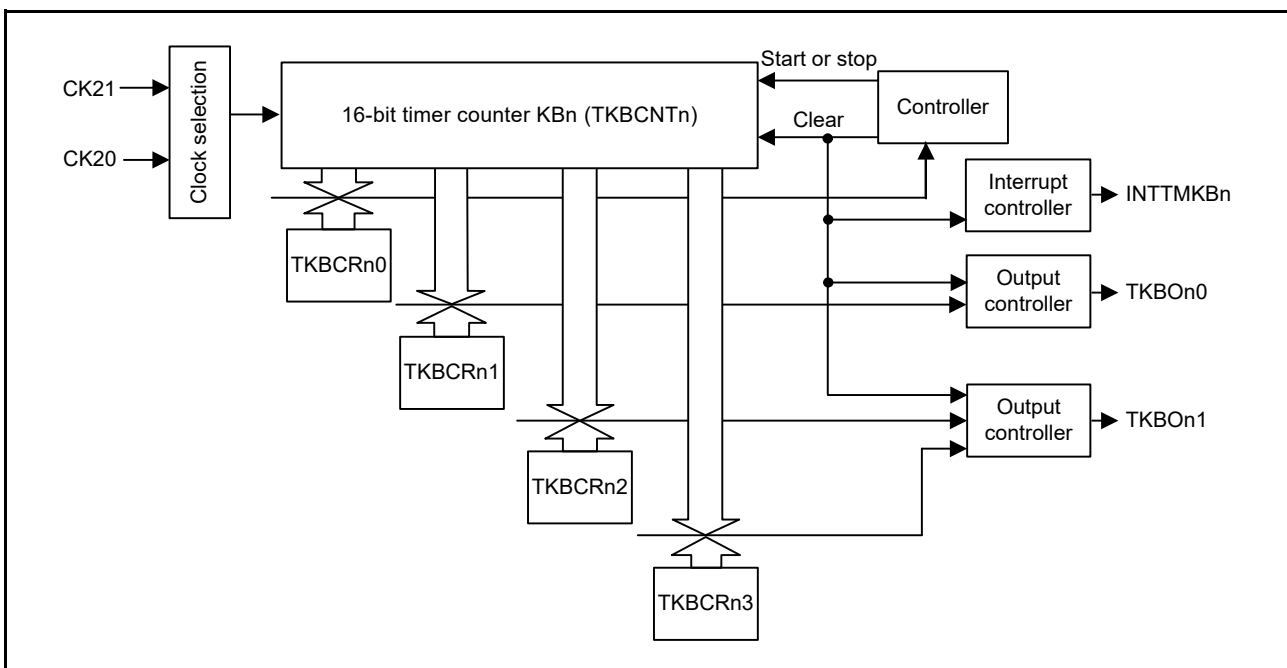 CK21
CK20
Clock selection
16-bit timer counter KBn (TKBCNTn)
Start or stop
Clear
Controller
Interrupt
controller
INTTMKBn
TKBCRn0
Output
controller
TKBOn0
TKBCRn1
Output
controller
TKBOn1
TKBCRn2
TKBCRn3